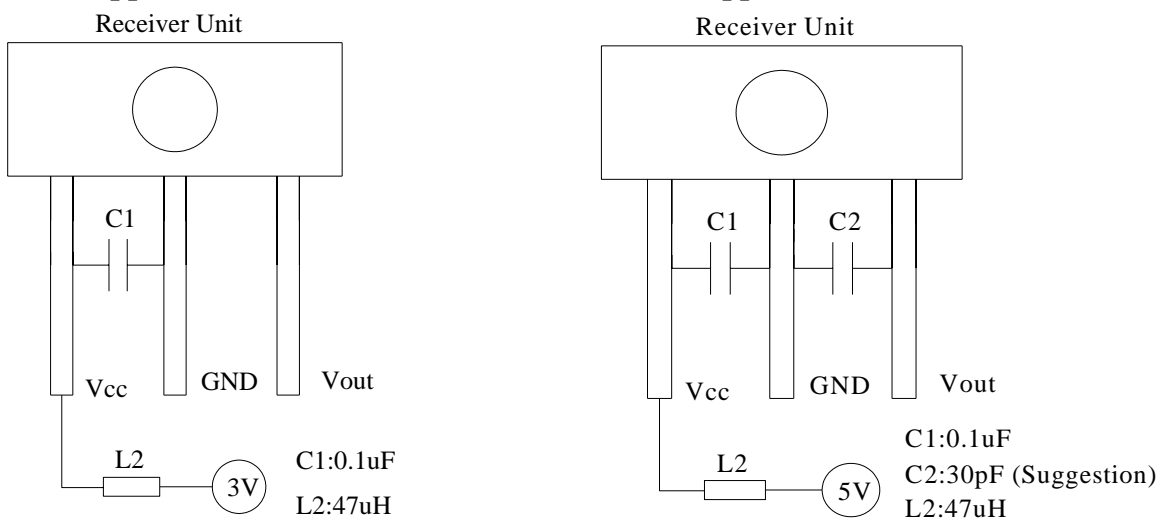 Receiver Unit
C1
Vcc
GND
Vout
L2
3V
C1:0.1uF
L2:47uH
Receiver Unit
C1
C2
Vcc
GND
Vout
L2
5V
C1:0.1uF
C2:30pF (Suggestion)
L2:47uH